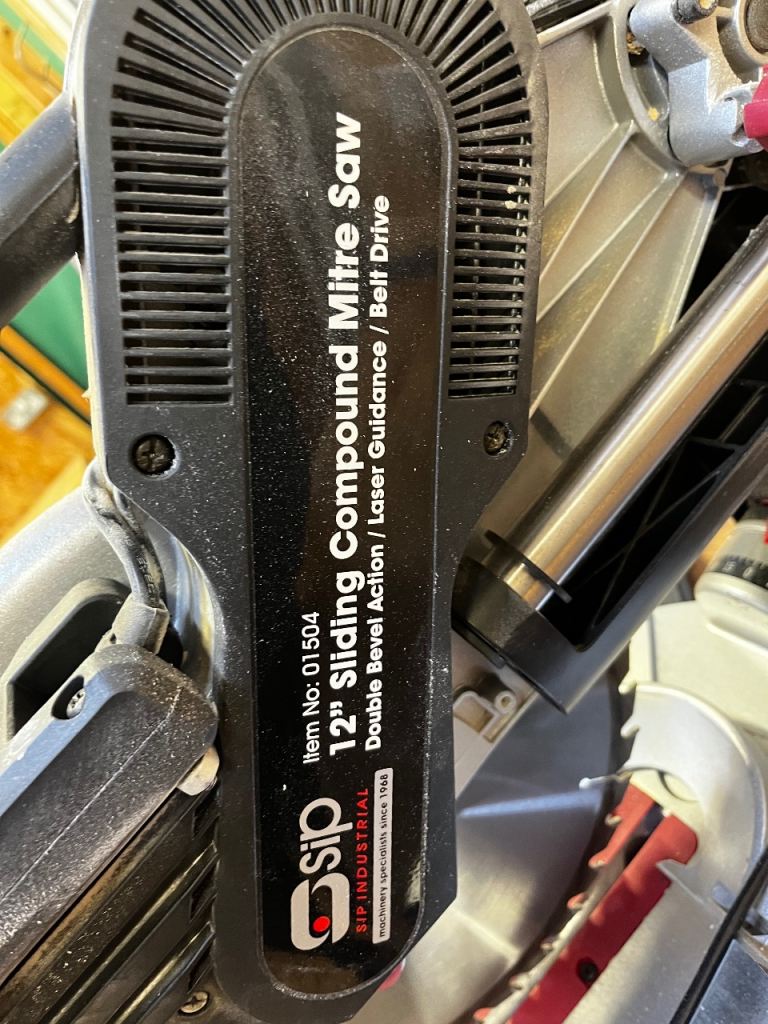 sip
SIP INDUSTRIAL
machinery specialists since 1968
Item No: 01504
12” Sliding Compound Mitre Saw
Double Bevel Action / Laser Guidance / Belt Drive